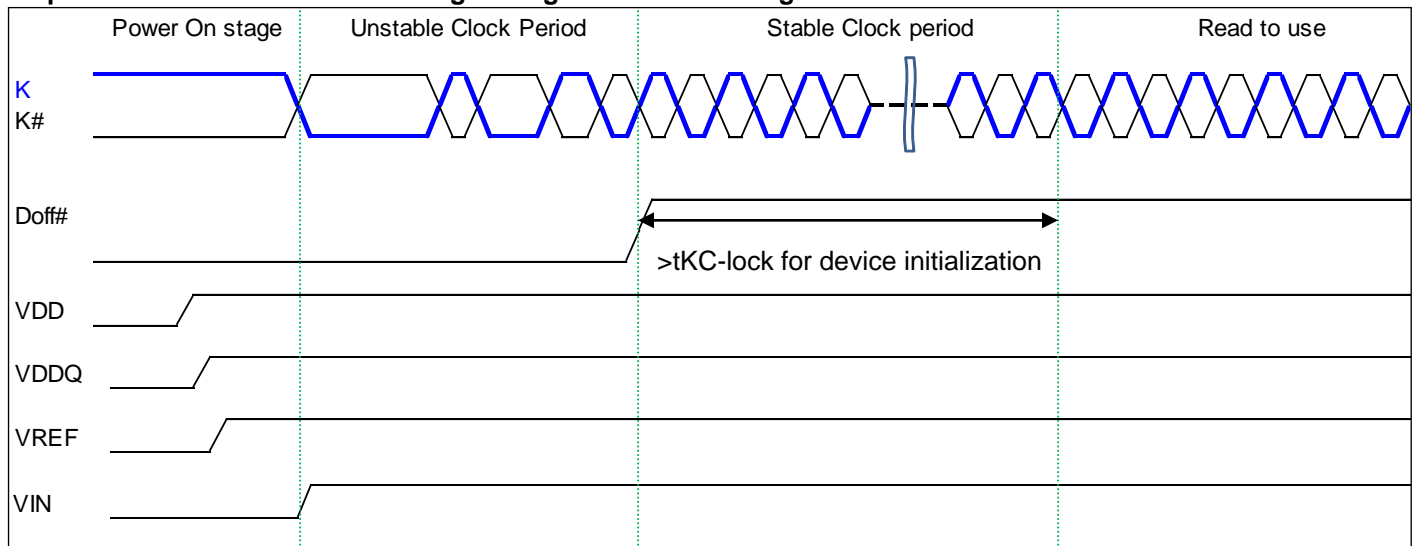 Power On stage Unstable Clock Period Stable Clock period Read to use
K
K#
Doff#
>tKC-lock for device initialization
VDD
VDDQ
VREF
VIN